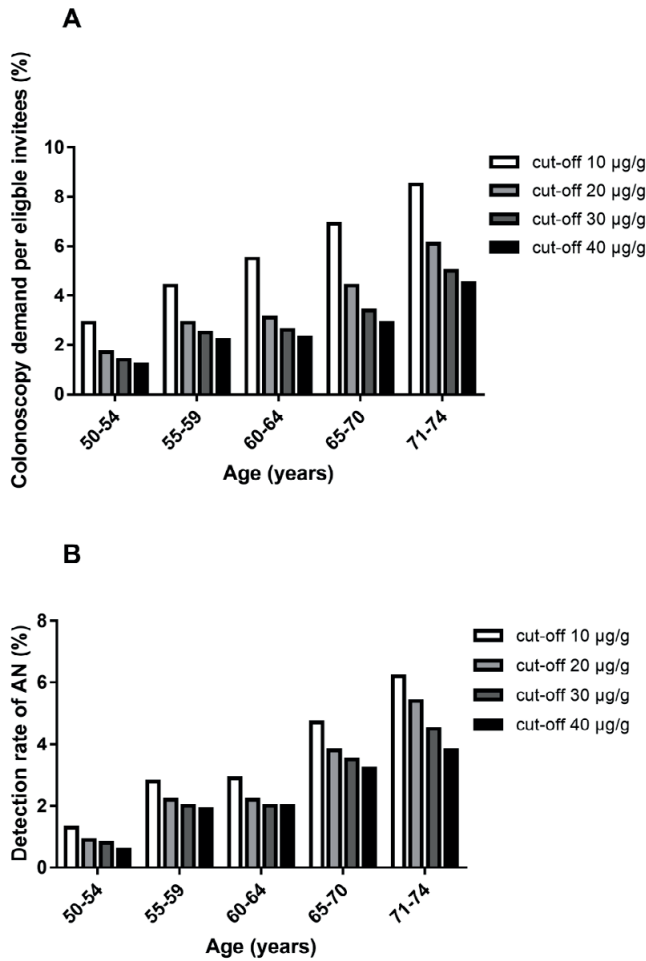 A
Colonoscopy demand per eligble invitees (%)
10
8
6
4
2
0
50-54
55-59
60-64
65-70
71-74
Age (years)
cut-off 10 µg/g
cut-off 20 µg/g
cut-off 30 µg/g
cut-off 40 µg/g
B
Detection rate of AN (%)
8
6
4
2
0
50-54
55-59
60-64
65-70
71-74
Age (years)
cut-off 10 µg/g
cut-off 20 µg/g
cut-off 30 µg/g
cut-off 40 µg/g